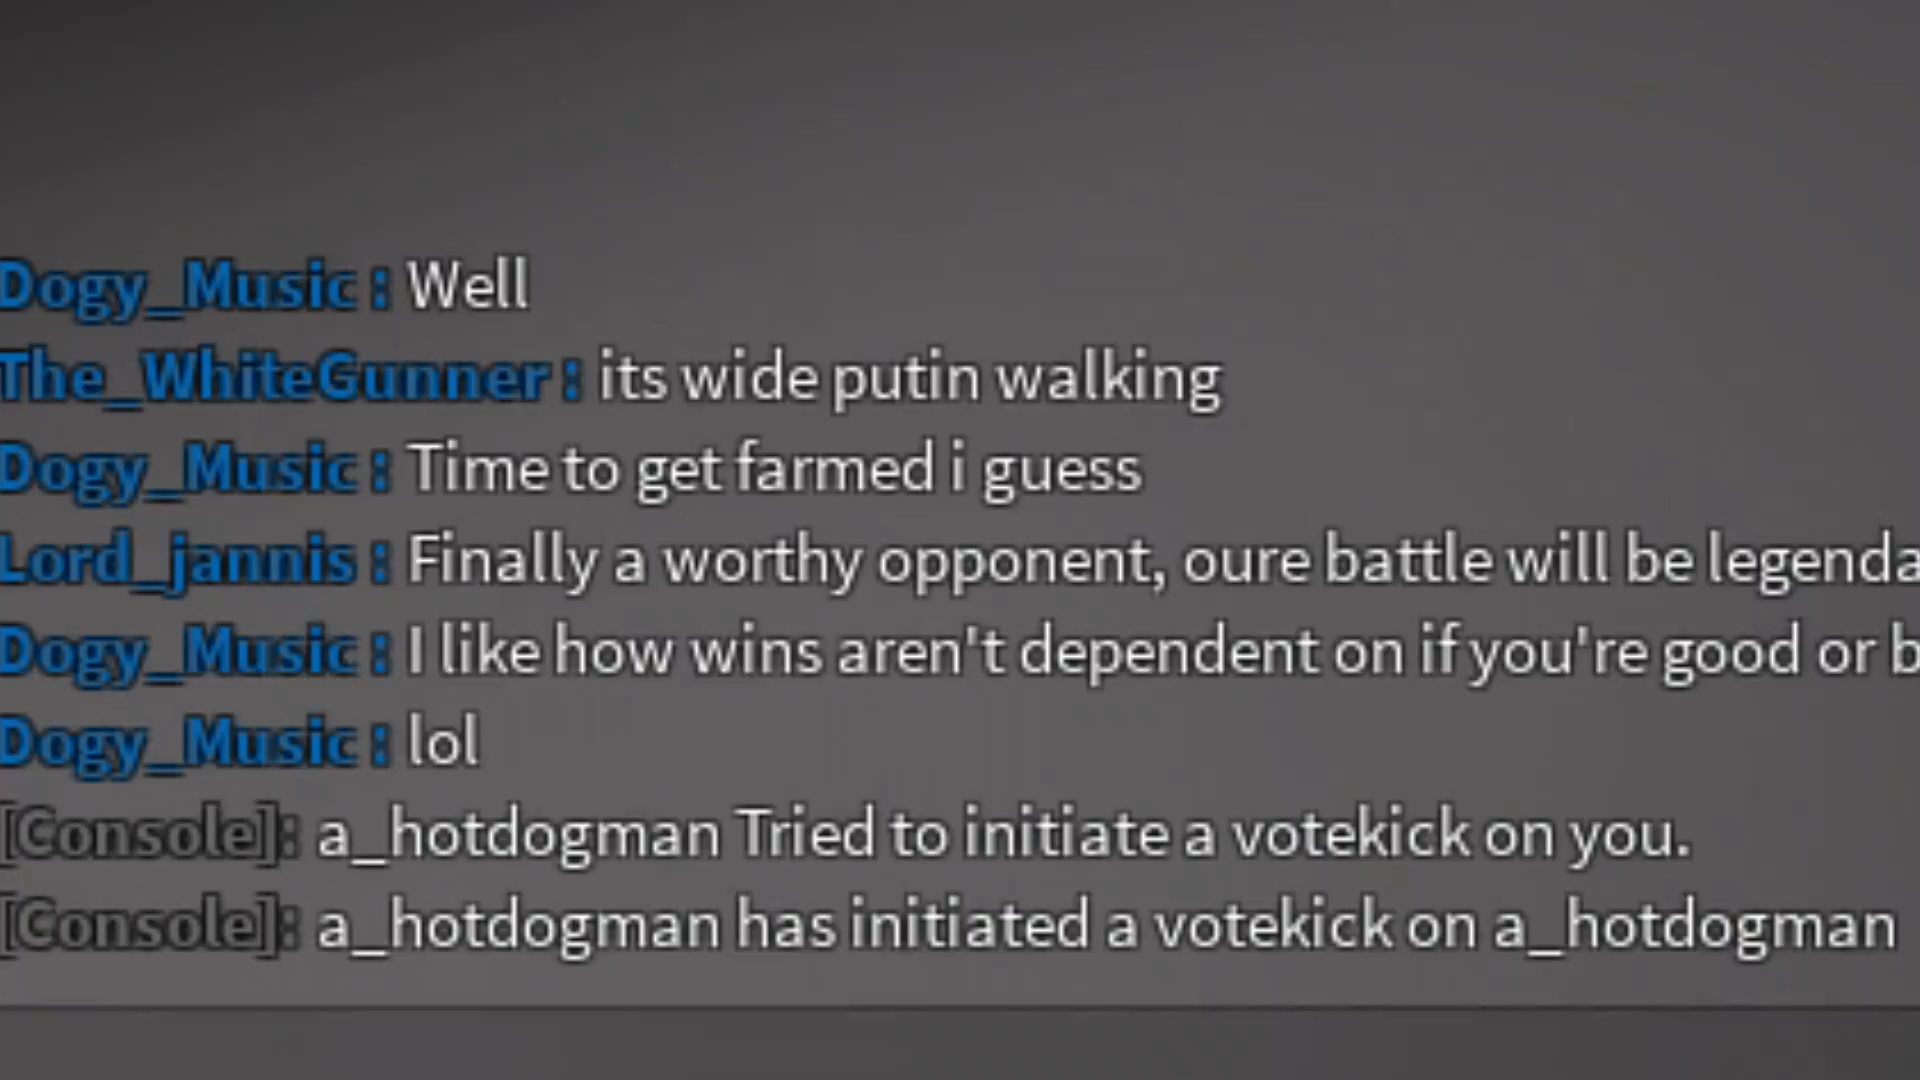 Dogy_Music : Well
The_WhiteGunner : its wide putin walking
Dogy_Music : Time to get farmed i guess
Lord_jannis : Finally a worthy opponent, oure battle will be legenda
Dogy_Music : I like how wins aren't dependent on if you're good or b
Dogy_Music : lol
[Console]: a_hotdogman Tried to initiate a votekick on you.
[Console]: a_hotdogman has initiated a votekick on a_hotdogman